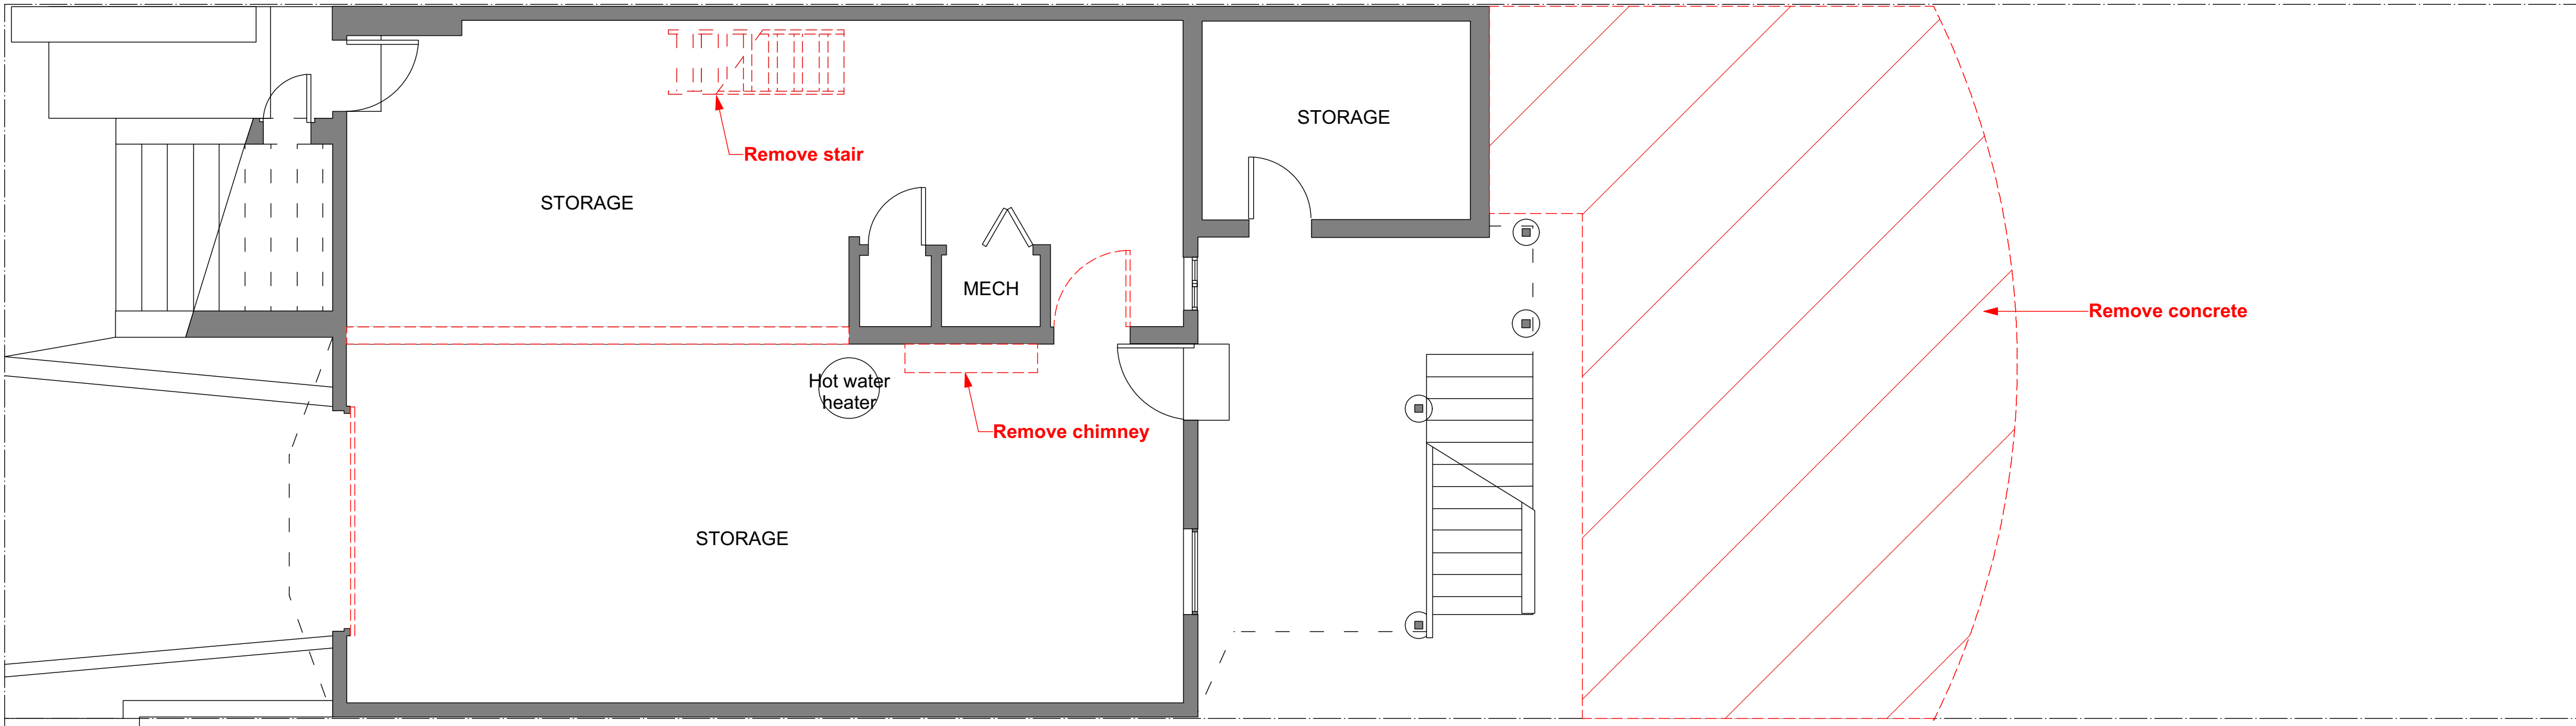 STORAGE
Remove stair
STORAGE
MECH
Remove concrete
Hot water
heater
Remove chimney
STORAGE